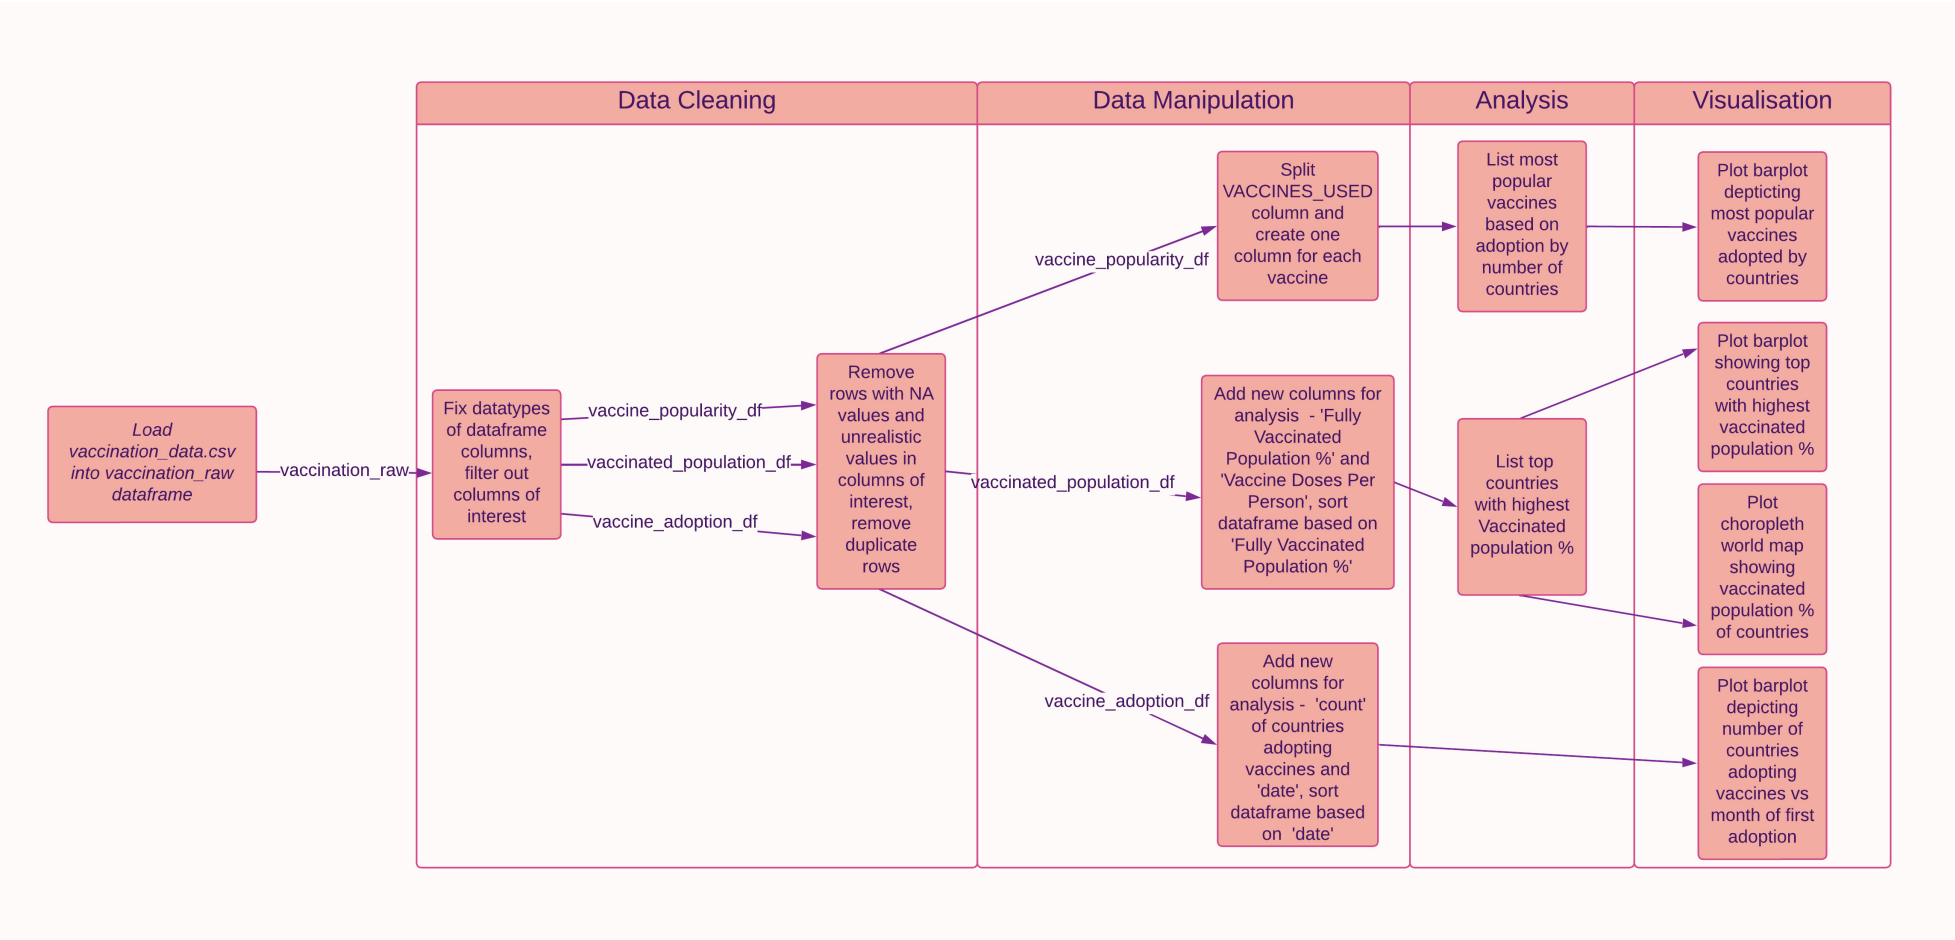 Data Cleaning
Data Manipulation
Analysis
Visualisation
Load
vaccination_data.csv
into vaccination_raw
dataframe
vaccination_raw
Fix datatypes
of dataframe
columns,
filter out
columns of
interest
vaccine_popularity_df
vaccinated_population_df
vaccine_adoption_df
Remove
rows with NA
values and
unrealistic
values in
columns of
interest,
remove
duplicate
rows
vaccine_popularity_df
vaccinated_population_df
vaccine_adoption_df
Split
VACCINES_USED
column and
create one
column for each
vaccine
Add new columns for
analysis  - 'Fully
Vaccinated
Population %' and
'Vaccine Doses Per
Person', sort
dataframe based on
'Fully Vaccinated
Population %'
Add new
columns for
analysis -  'count'
of countries
adopting
vaccines and
'date', sort
dataframe based
on  'date'
List most
popular
vaccines
based on
adoption by
number of
countries
List top
countries
with highest
Vaccinated
population %
Plot barplot
depticting
most popular
vaccines
adopted by
countries
Plot barplot
showing top
countries
with highest
vaccinated
population %
Plot
choropleth
world map
showing
vaccinated
population %
of countries
Plot barplot
depicting
number of
countries
adopting
vaccines vs
month of first
adoption